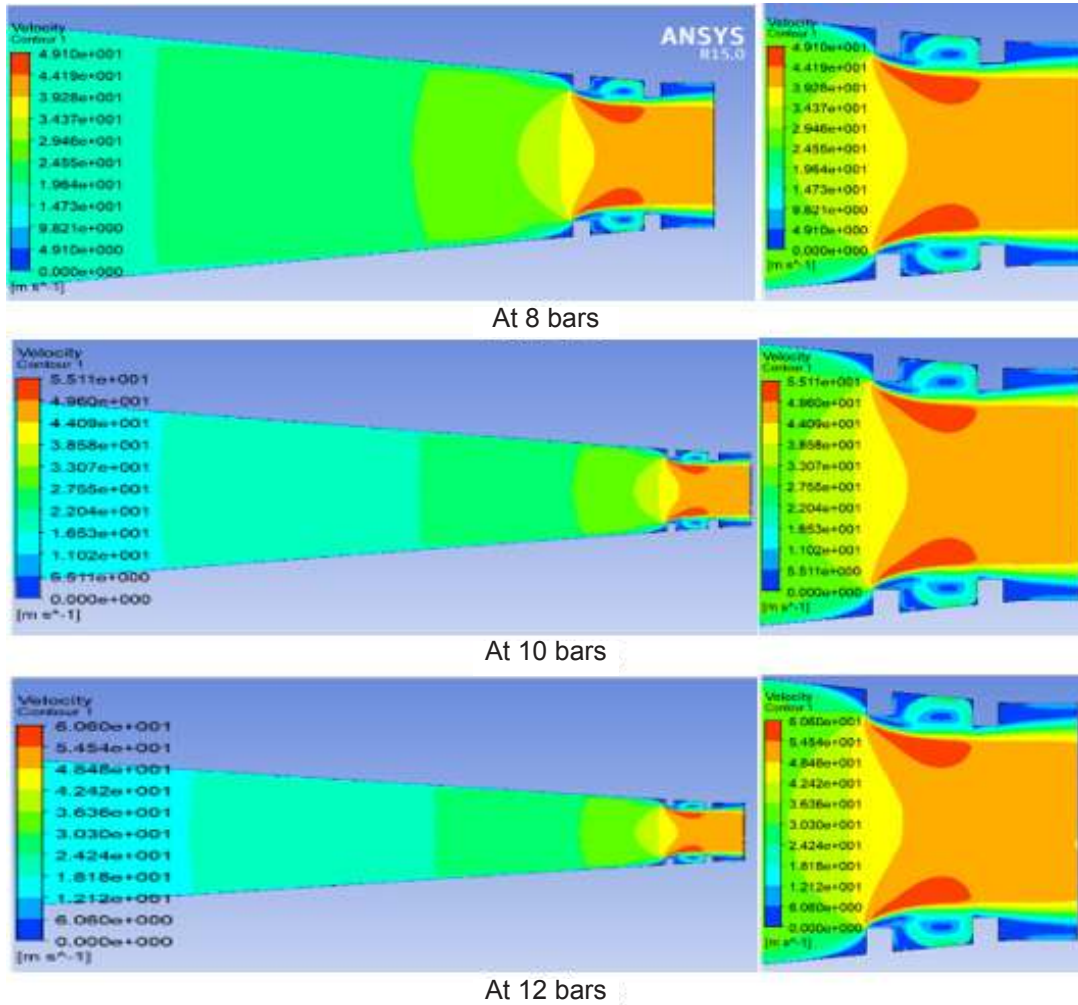 Velocity
Contour 1
4.910e+001
4.419e+001
3.928e+001
3.437e+001
2.946e+001
2.455e+001
1.964e+001
1.473e+001
9.821e+000
4.910e+000
0.000e+000
[m s^-1]
ANSYS
R15.0
Velocity
Contour 1
4.910e+001
4.419e+001
3.928e+001
3.437e+001
2.946e+001
2.455e+001
1.964e+001
1.473e+001
9.821e+000
4.910e+000
0.000e+000
[m s^-1]
At 8 bars
Velocity
Contour 1
5.511e+001
4.960e+001
4.409e+001
3.858e+001
3.307e+001
2.755e+001
2.204e+001
1.653e+001
1.102e+001
5.511e+000
0.000e+000
[m s^-1]
Velocity
Contour 1
5.511e+001
4.960e+001
4.409e+001
3.858e+001
3.307e+001
2.755e+001
2.204e+001
1.653e+001
1.102e+001
5.511e+000
0.000e+000
[m s^-1]
At 10 bars
Velocity
Contour 1
6.060e+001
5.454e+001
4.848e+001
4.242e+001
3.636e+001
3.030e+001
2.424e+001
1.818e+001
1.212e+001
6.060e+000
0.000e+000
[m s^-1]
Velocity
Contour 1
6.060e+001
5.454e+001
4.848e+001
4.242e+001
3.636e+001
3.030e+001
2.424e+001
1.818e+001
1.212e+001
6.060e+000
0.000e+000
[m s^-1]
At 12 bars